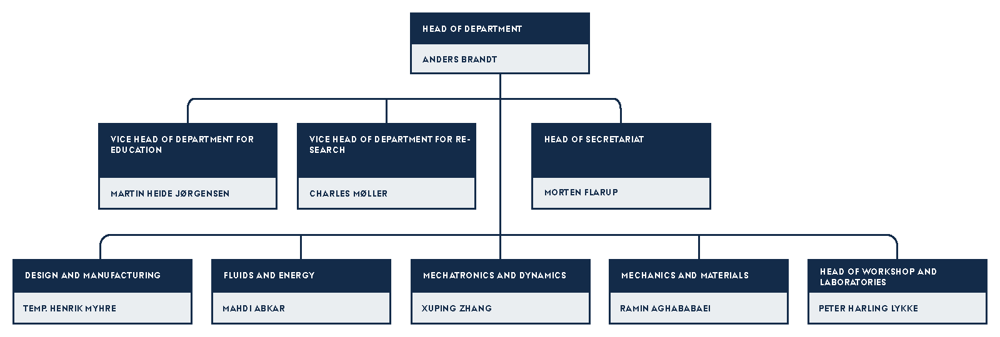 HEAD OF DEPARTMENT
ANDERS BRANDT
VICE HEAD OF DEPARTMENT FOR
EDUCATION
MARTIN HEIDE JØRGENSEN
VICE HEAD OF DEPARTMENT FOR RE-
SEARCH
CHARLES MØLLER
HEAD OF SECRETARIAT
MORTEN FLARUP
DESIGN AND MANUFACTURING
TEMP. HENRIK MYHRE
FLUIDS AND ENERGY
MAHDI ABKAR
MECHATRONICS AND DYNAMICS
XUPING ZHANG
MECHANICS AND MATERIALS
RAMIN AGHABABAEI
HEAD OF WORKSHOP AND
LABORATORIES
PETER HARLING LYKKE